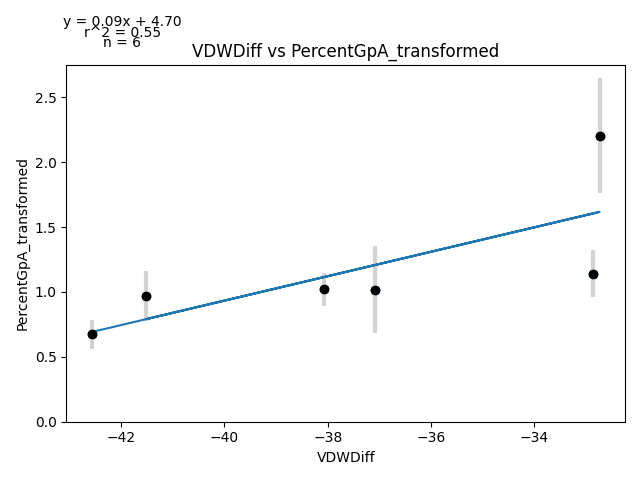 y = 0.09x + 4.70
r^2 = 0.55
n = 6
VDWDiff vs PercentGpA_transformed
PercentGpA_transformed
2.5
2.0
1.5
1.0
0.5
0.0
−42
−40
−38
−36
−34
VDWDiff